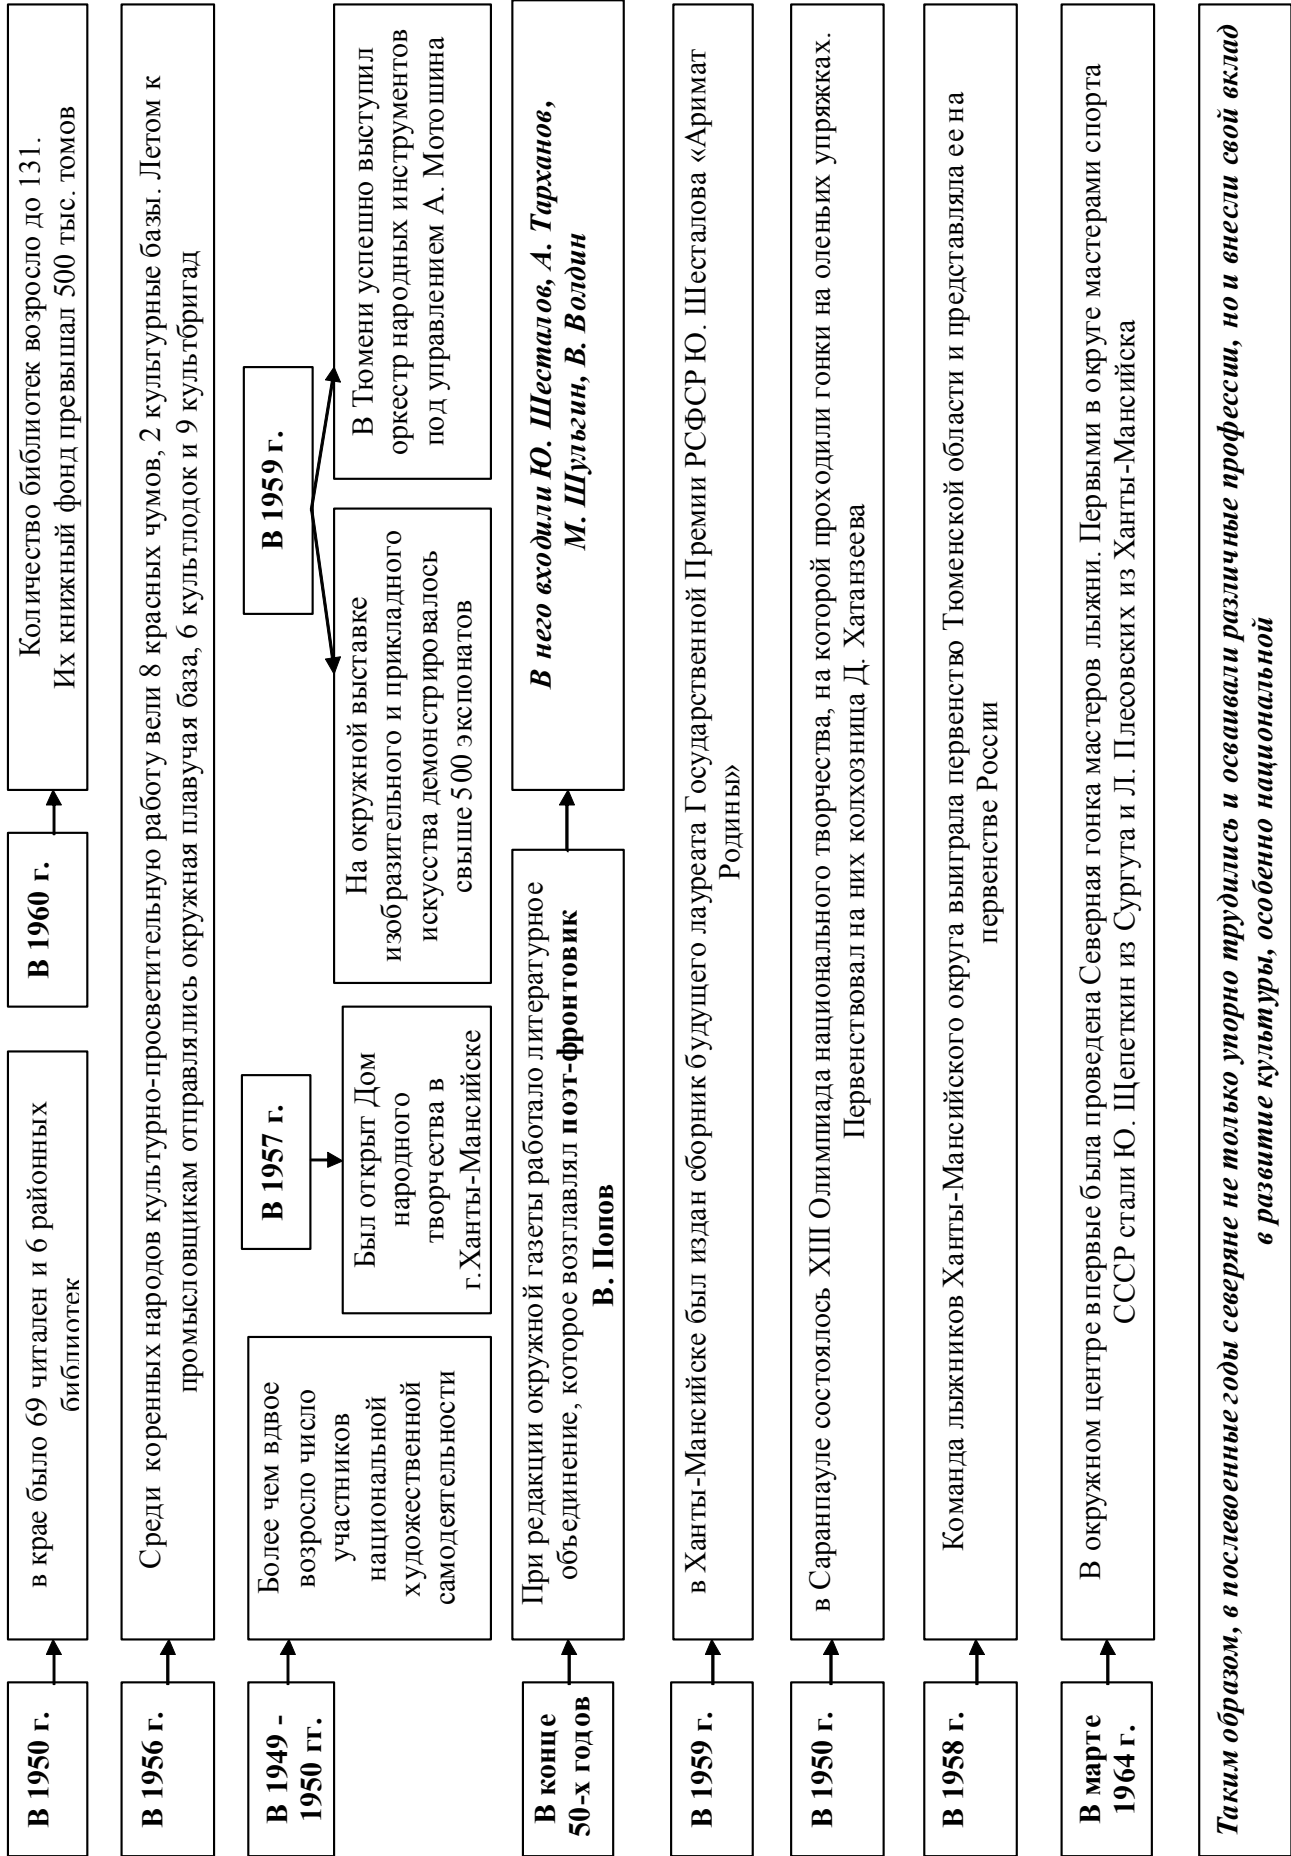 В 1950 г.
в крае было 69 читален и 6 районных
библиотек
В 1960 г.
Количество библиотек возросло до 131.
Их книжный фонд превышал 500 тыс. томов
В 1956 г.
Среди коренных народов культурно-просветительную работу вели 8 красных чумов, 2 культурные базы. Летом к
промысловщикам отправлялись окружная плавучая база, 6 культлодок и 9 культбригад
В 1949 -
1950 гг.
Более чем вдвое
возросло число
участников
национальной
художественной
самодеятельности
В 1957 г.
Был открыт Дом
народного
творчества в
г.Ханты-Мансийске
В 1959 г.
На окружной выставке
изобразительного и прикладного
искусства демонстрировалось
свыше 500 экспонатов
В Тюмени успешно выступил
оркестр народных инструментов
под управлением А. Мотошина
В конце
50-х годов
При редакции окружной газеты работало литературное
объединение, которое возглавлял поэт-фронтовик
В. Попов
В него входили Ю. Шесталов, А. Тарханов,
М. Шульгин, В. Волдин
В 1959 г.
в Ханты-Мансийске был издан сборник будущего лауреата Государственной Премии РСФСР Ю. Шесталова «Аримат
Родины»
В 1950 г.
в Саранпауле состоялось XIII Олимпиада национального творчества, на которой проходили гонки на оленьих упряжках.
Первенствовал на них колхозница Д. Хатанзеева
В 1958 г.
Команда лыжников Ханты-Мансийского округа выиграла первенство Тюменской области и представляла ее на
первенстве России
В марте
1964 г.
В окружном центре впервые была проведена Северная гонка мастеров лыжни. Первыми в округе мастерами спорта
СССР стали Ю. Щепеткин из Сургута и Л. Плесовских из Ханты-Мансийска
Таким образом, в послевоенные годы северяне не только упорно трудились и осваивали различные профессии, но и внесли свой вклад
в развитие культуры, особенно национальной